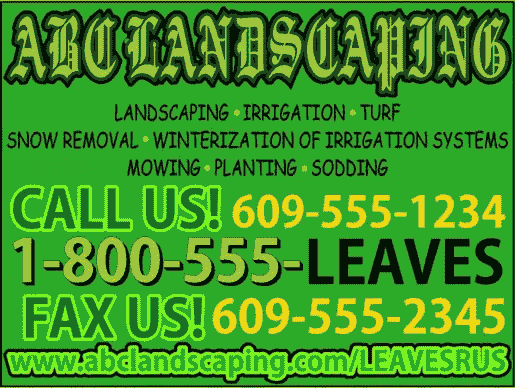 ABC LANDSCAPING
LANDSCAPING • IRRIGATION • TURF
SNOW REMOVAL • WINTERIZATION OF IRRIGATION SYSTEMS
MOWING • PLANTING • SODDING
CALL US! 609-555-1234
1-800-555-LEAVES
FAX US! 609-555-2345
www.abclandscaping.com/LEAVESRUS